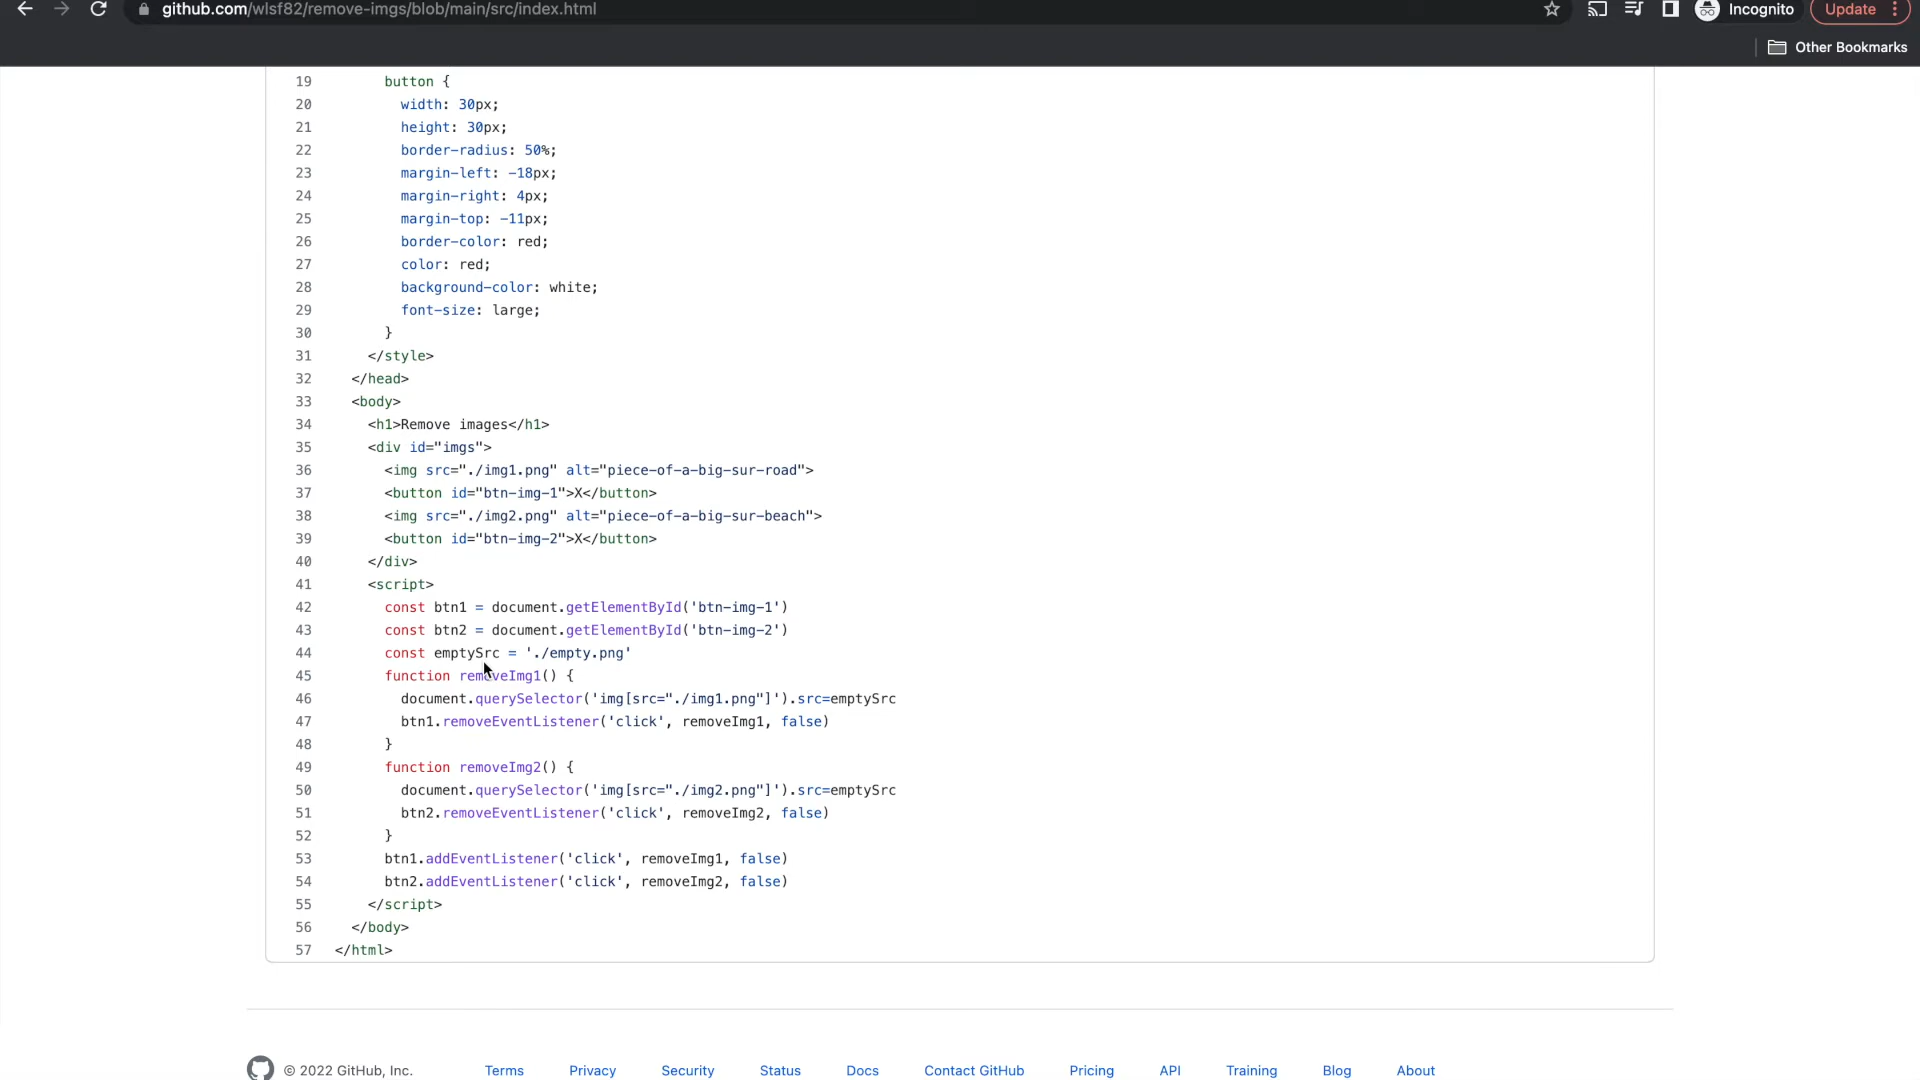 github.com/wlsf82/remove-imgs/blob/main/src/index.html
Incognito
Update
Other Bookmarks
19 button {
20 width: 30px;
21 height: 30px;
22 border-radius: 50%;
23 margin-left: -18px;
24 margin-right: 4px;
25 margin-top: -11px;
26 border-color: red;
27 color: red;
28 background-color: white;
29 font-size: large;
30 }
31 </style>
32 </head>
33 <body>
34 <h1>Remove images</h1>
35 <div id="imgs">
36 <img src="./img1.png" alt="piece-of-a-big-sur-road">
37 <button id="btn-img-1">X</button>
38 <img src="./img2.png" alt="piece-of-a-big-sur-beach">
39 <button id="btn-img-2">X</button>
40 </div>
41 <script>
42 const btn1 = document.getElementById('btn-img-1')
43 const btn2 = document.getElementById('btn-img-2')
44 const emptySrc = './empty.png'
45 function removeImg1() {
46 document.querySelector('img[src="./img1.png"]').src=emptySrc
47 btn1.removeEventListener('click', removeImg1, false)
48 }
49 function removeImg2() {
50 document.querySelector('img[src="./img2.png"]').src=emptySrc
51 btn2.removeEventListener('click', removeImg2, false)
52 }
53 btn1.addEventListener('click', removeImg1, false)
54 btn2.addEventListener('click', removeImg2, false)
55 </script>
56 </body>
57 </html>
© 2022 GitHub, Inc. Terms Privacy Security Status Docs Contact GitHub Pricing API Training Blog About